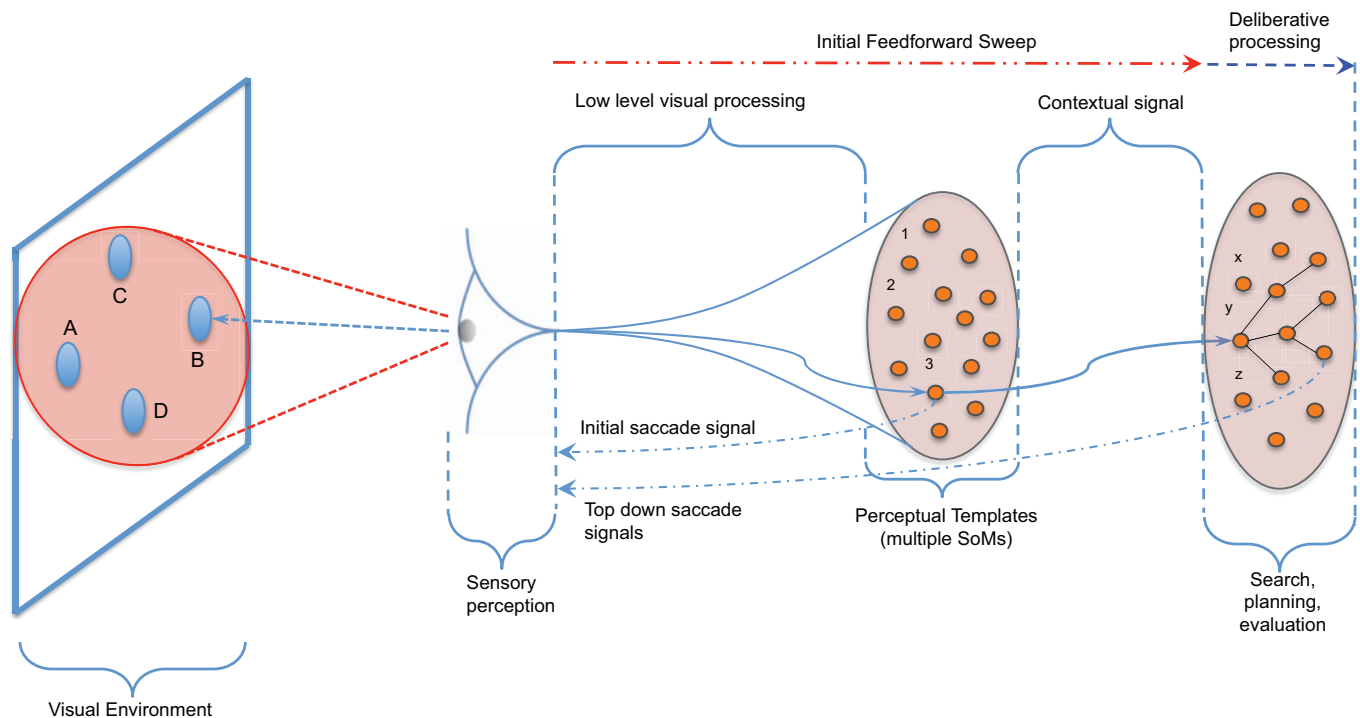 Deliberative
processing
Initial Feedforward Sweep
Low level visual processing
Contextual signal
C
A
B
D
1
2
3
x
y
z
Initial saccade signal
Top down saccade
signals
Perceptual Templates
(multiple SoMs)
Sensory
perception
Search,
planning,
evaluation
Visual Environment